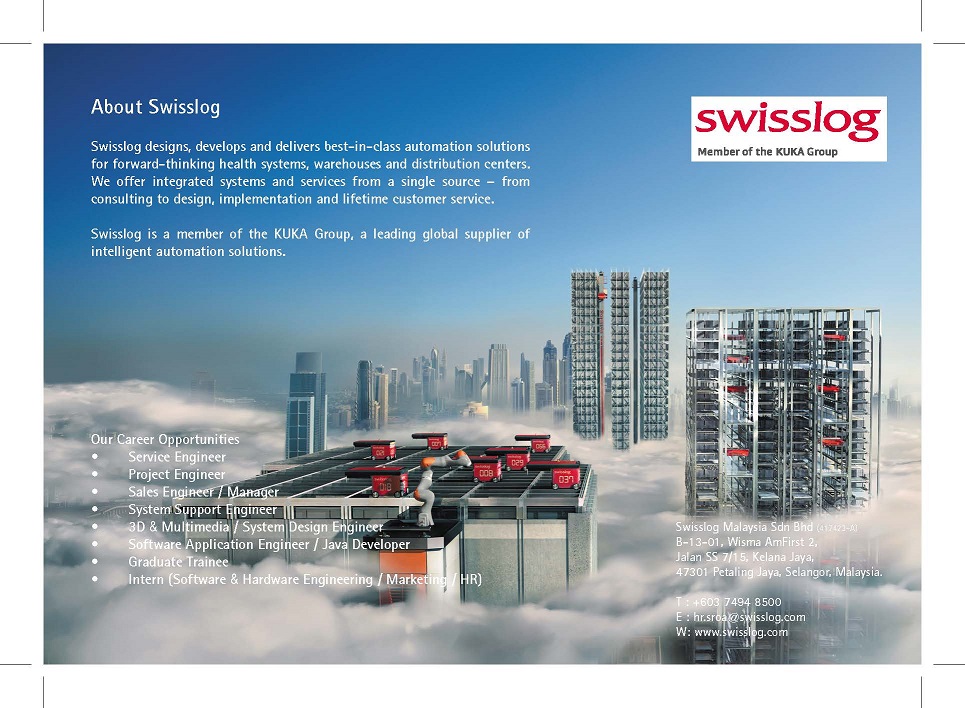 About Swisslog
Swisslog designs, develops and delivers best-in-class automation solutions
for forward-thinking health systems, warehouses and distribution centers.
We offer integrated systems and services from a single source – from
consulting to design, implementation and lifetime customer service.
Swisslog is a member of the KUKA Group, a leading global supplier of
intelligent automation solutions.
swisslog
Member of the KUKA Group
Our Career Opportunities
• Service Engineer
• Project Engineer
• Sales Engineer / Manager
• System Support Engineer
• 3D & Multimedia / System Design Engineer
• Software Application Engineer / Java Developer
• Graduate Trainee
• Intern (Software & Hardware Engineering / Marketing / HR)
Swisslog Malaysia Sdn Bhd
B-13-01, Wisma AmFirst 2,
Jalan SS 7/15, Kelana Jaya,
47301 Petaling Jaya, Selangor, Malaysia.
T : +603 7494 8500
E : hr.sroa@swisslog.com
W: www.swisslog.com